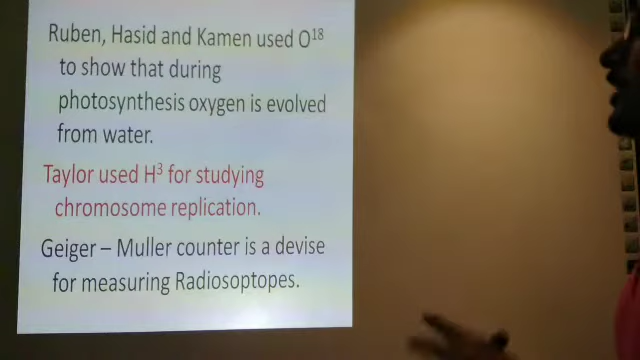 Ruben, Hasid and Kamen used O¹⁸
to show that during
photosynthesis oxygen is evolved
from water.
Taylor used H³ for studying
chromosome replication.
Geiger – Muller counter is a devise
for measuring Radiosoptopes.